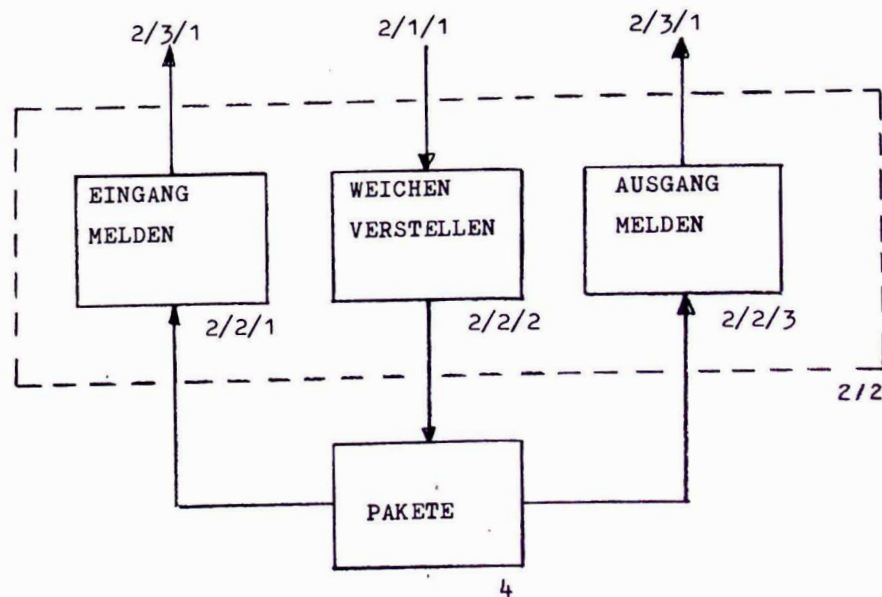 2/3/1
2/1/1
2/3/1
EINGANG
MELDEN
WEICHEN
VERSTELLEN
AUSGANG
MELDEN
2/2/1
2/2/2
2/2/3
2/2
PAKETE
4